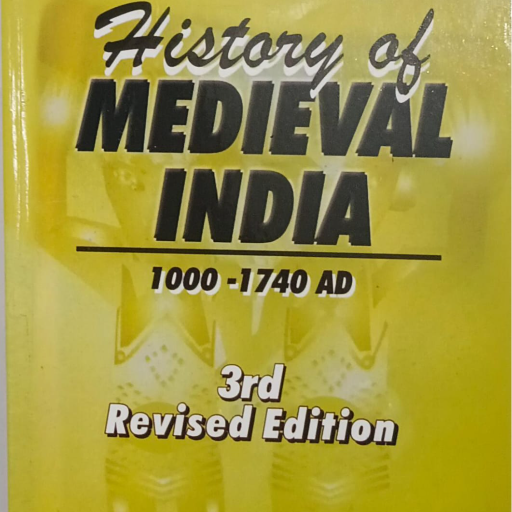 History of
MEDIEVAL
INDIA
1000 -1740 AD
3rd
Revised Edition